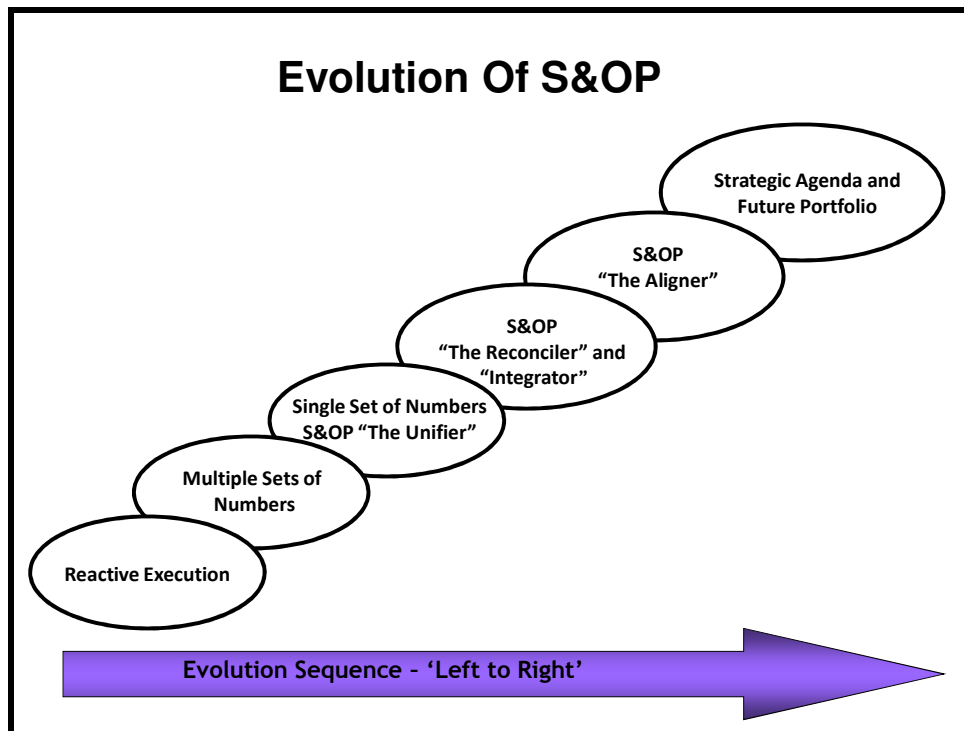 Evolution Of S&OP
Strategic Agenda and
Future Portfolio
S&OP
“The Aligner”
S&OP
“The Reconciler” and
“Integrator”
Single Set of Numbers
S&OP “The Unifier”
Multiple Sets of
Numbers
Reactive Execution
Evolution Sequence – ‘Left to Right’